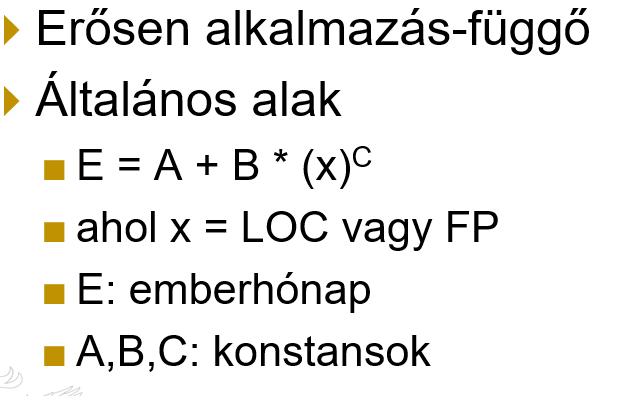 Erősen alkalmazás-függő
Általános alak
E = A + B * (x)^C
ahol x = LOC vagy FP
E: emberhónap
A,B,C: konstansok